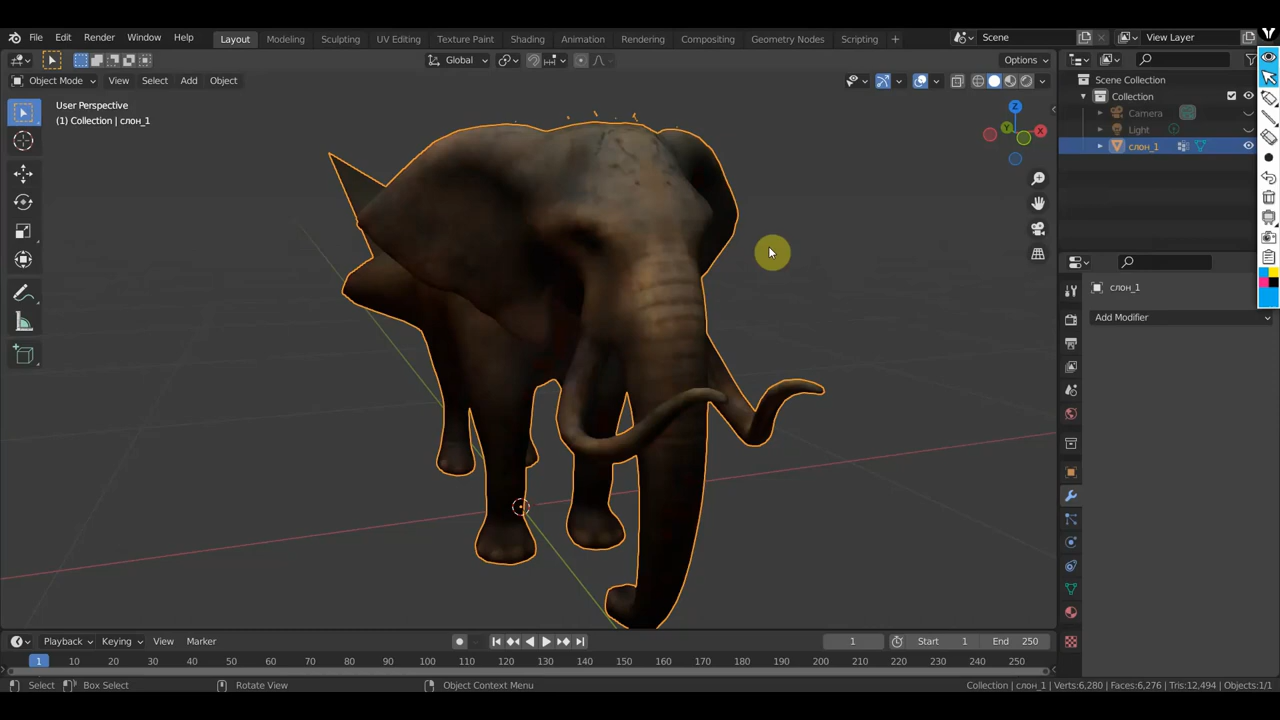 File Edit Render Window Help Layout Modeling Sculpting UV Editing Shading Texture Paint Animation Rendering Compositing Geometry Nodes Scripting + Scene View Layer
Global Options
Object Mode View Select Add Object
User Perspective
(1) Collection | слон_1
Z
Y
X
Scene Collection
Collection
Camera
Light
слон_1
слон_1
Add Modifier
Playback Keying View Marker 1 Start 1 End 250
1 10 20 30 40 50 60 70 80 90 100 110 120 130 140 150 160 170 180 190 200 210 220 230 240 250
Select Box Select Rotate View Object Context Menu Collection | слон_1 | Verts:6,280 | Faces:6,276 | Tris:12,494 | Objects:1/1